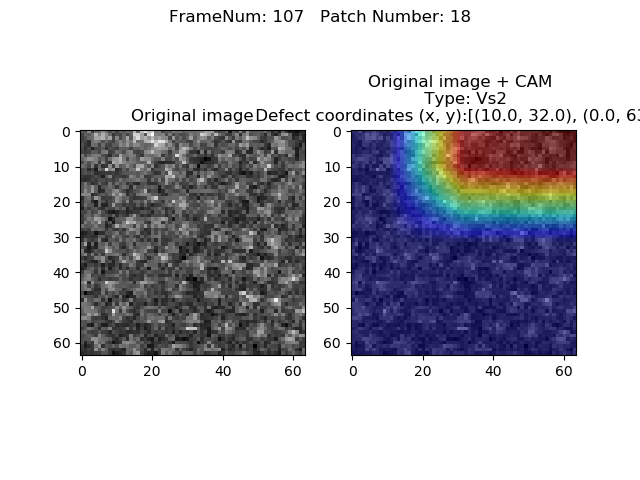 FrameNum: 107   Patch Number: 18
Original image + CAM
Type: Vs2
Original image
Defect coordinates (x, y):[(10.0, 32.0), (0.0,
0
10
20
30
40
50
60
0 20 40 60
0
10
20
30
40
50
60
0 20 40 60